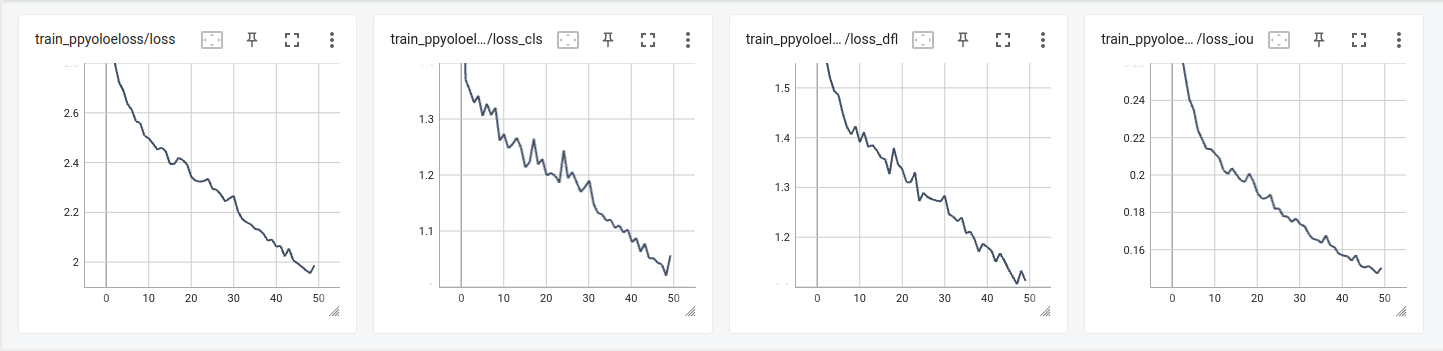 train_ppyoloeloss/loss
2.6
2.4
2.2
2
0 10 20 30 40 50
train_ppyoloel… /loss_cls
1.3
1.2
1.1
0 10 20 30 40 50
train_ppyoloel… /loss_dfl
1.5
1.4
1.3
1.2
0 10 20 30 40 50
train_ppyoloe… /loss_iou
0.24
0.22
0.2
0.18
0.16
0 10 20 30 40 50